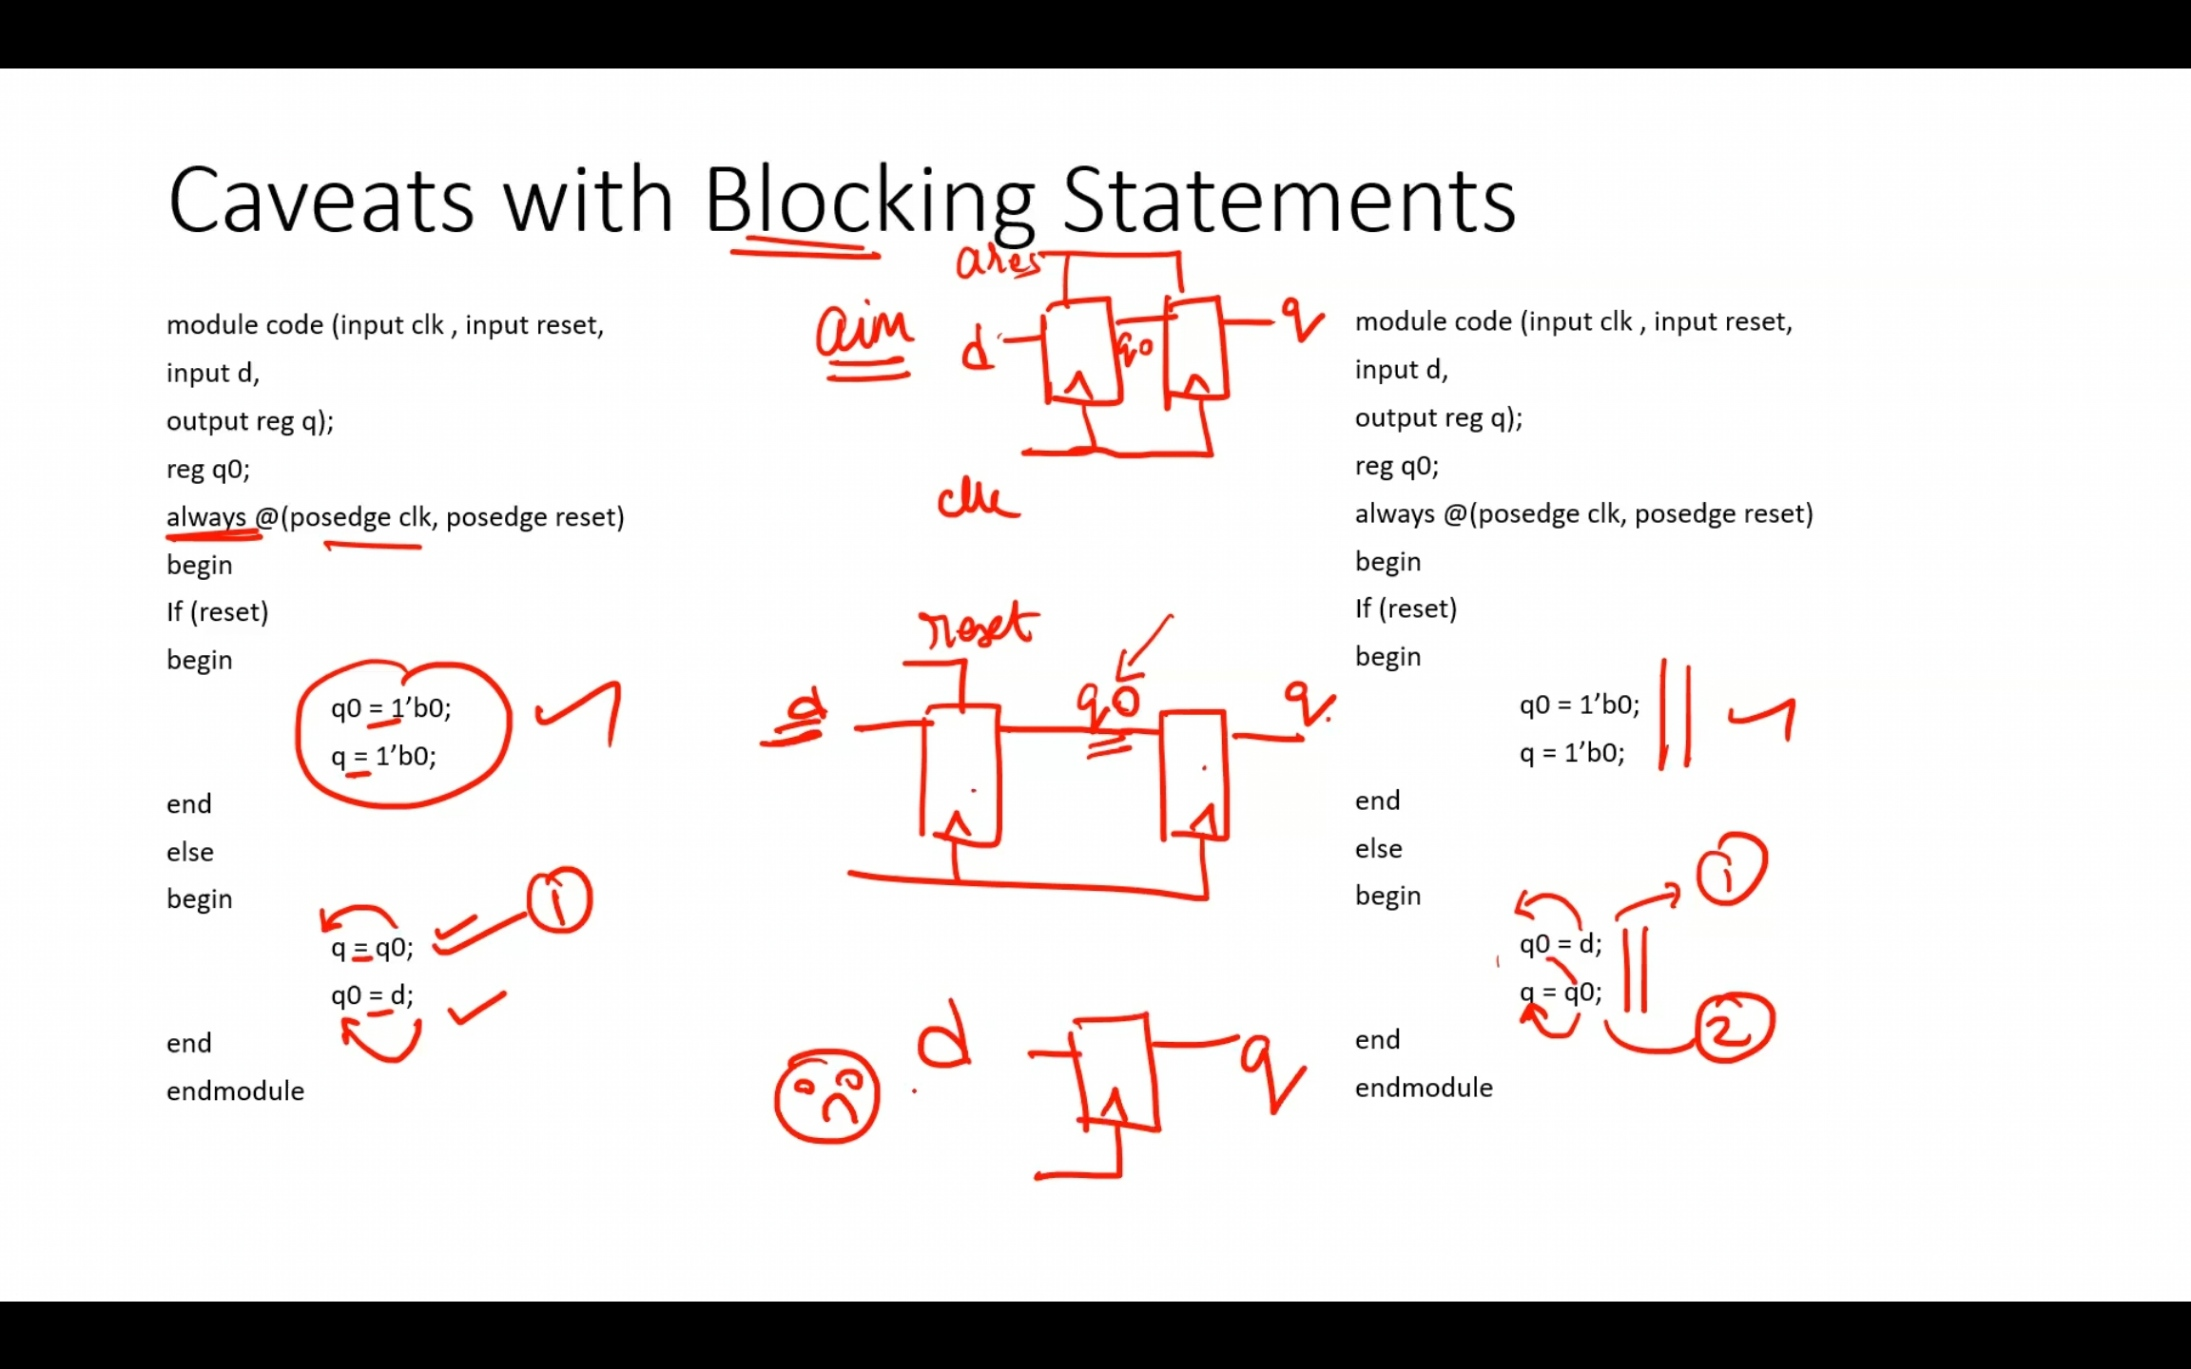 Caveats with Blocking Statements
module code (input clk , input reset,
input d,
output reg q);
reg q0;
always @(posedge clk, posedge reset)
begin
If (reset)
begin
q0 = 1’b0;
q = 1’b0;
end
else
begin
q = q0;
q0 = d;
end
endmodule
1
ares
aim
d
q0
q
clk
reset
d
q0
q.
d
q
module code (input clk , input reset,
input d,
output reg q);
reg q0;
always @(posedge clk, posedge reset)
begin
If (reset)
begin
q0 = 1’b0;
q = 1’b0;
end
else
begin
q0 = d;
q = q0;
end
endmodule
1
2